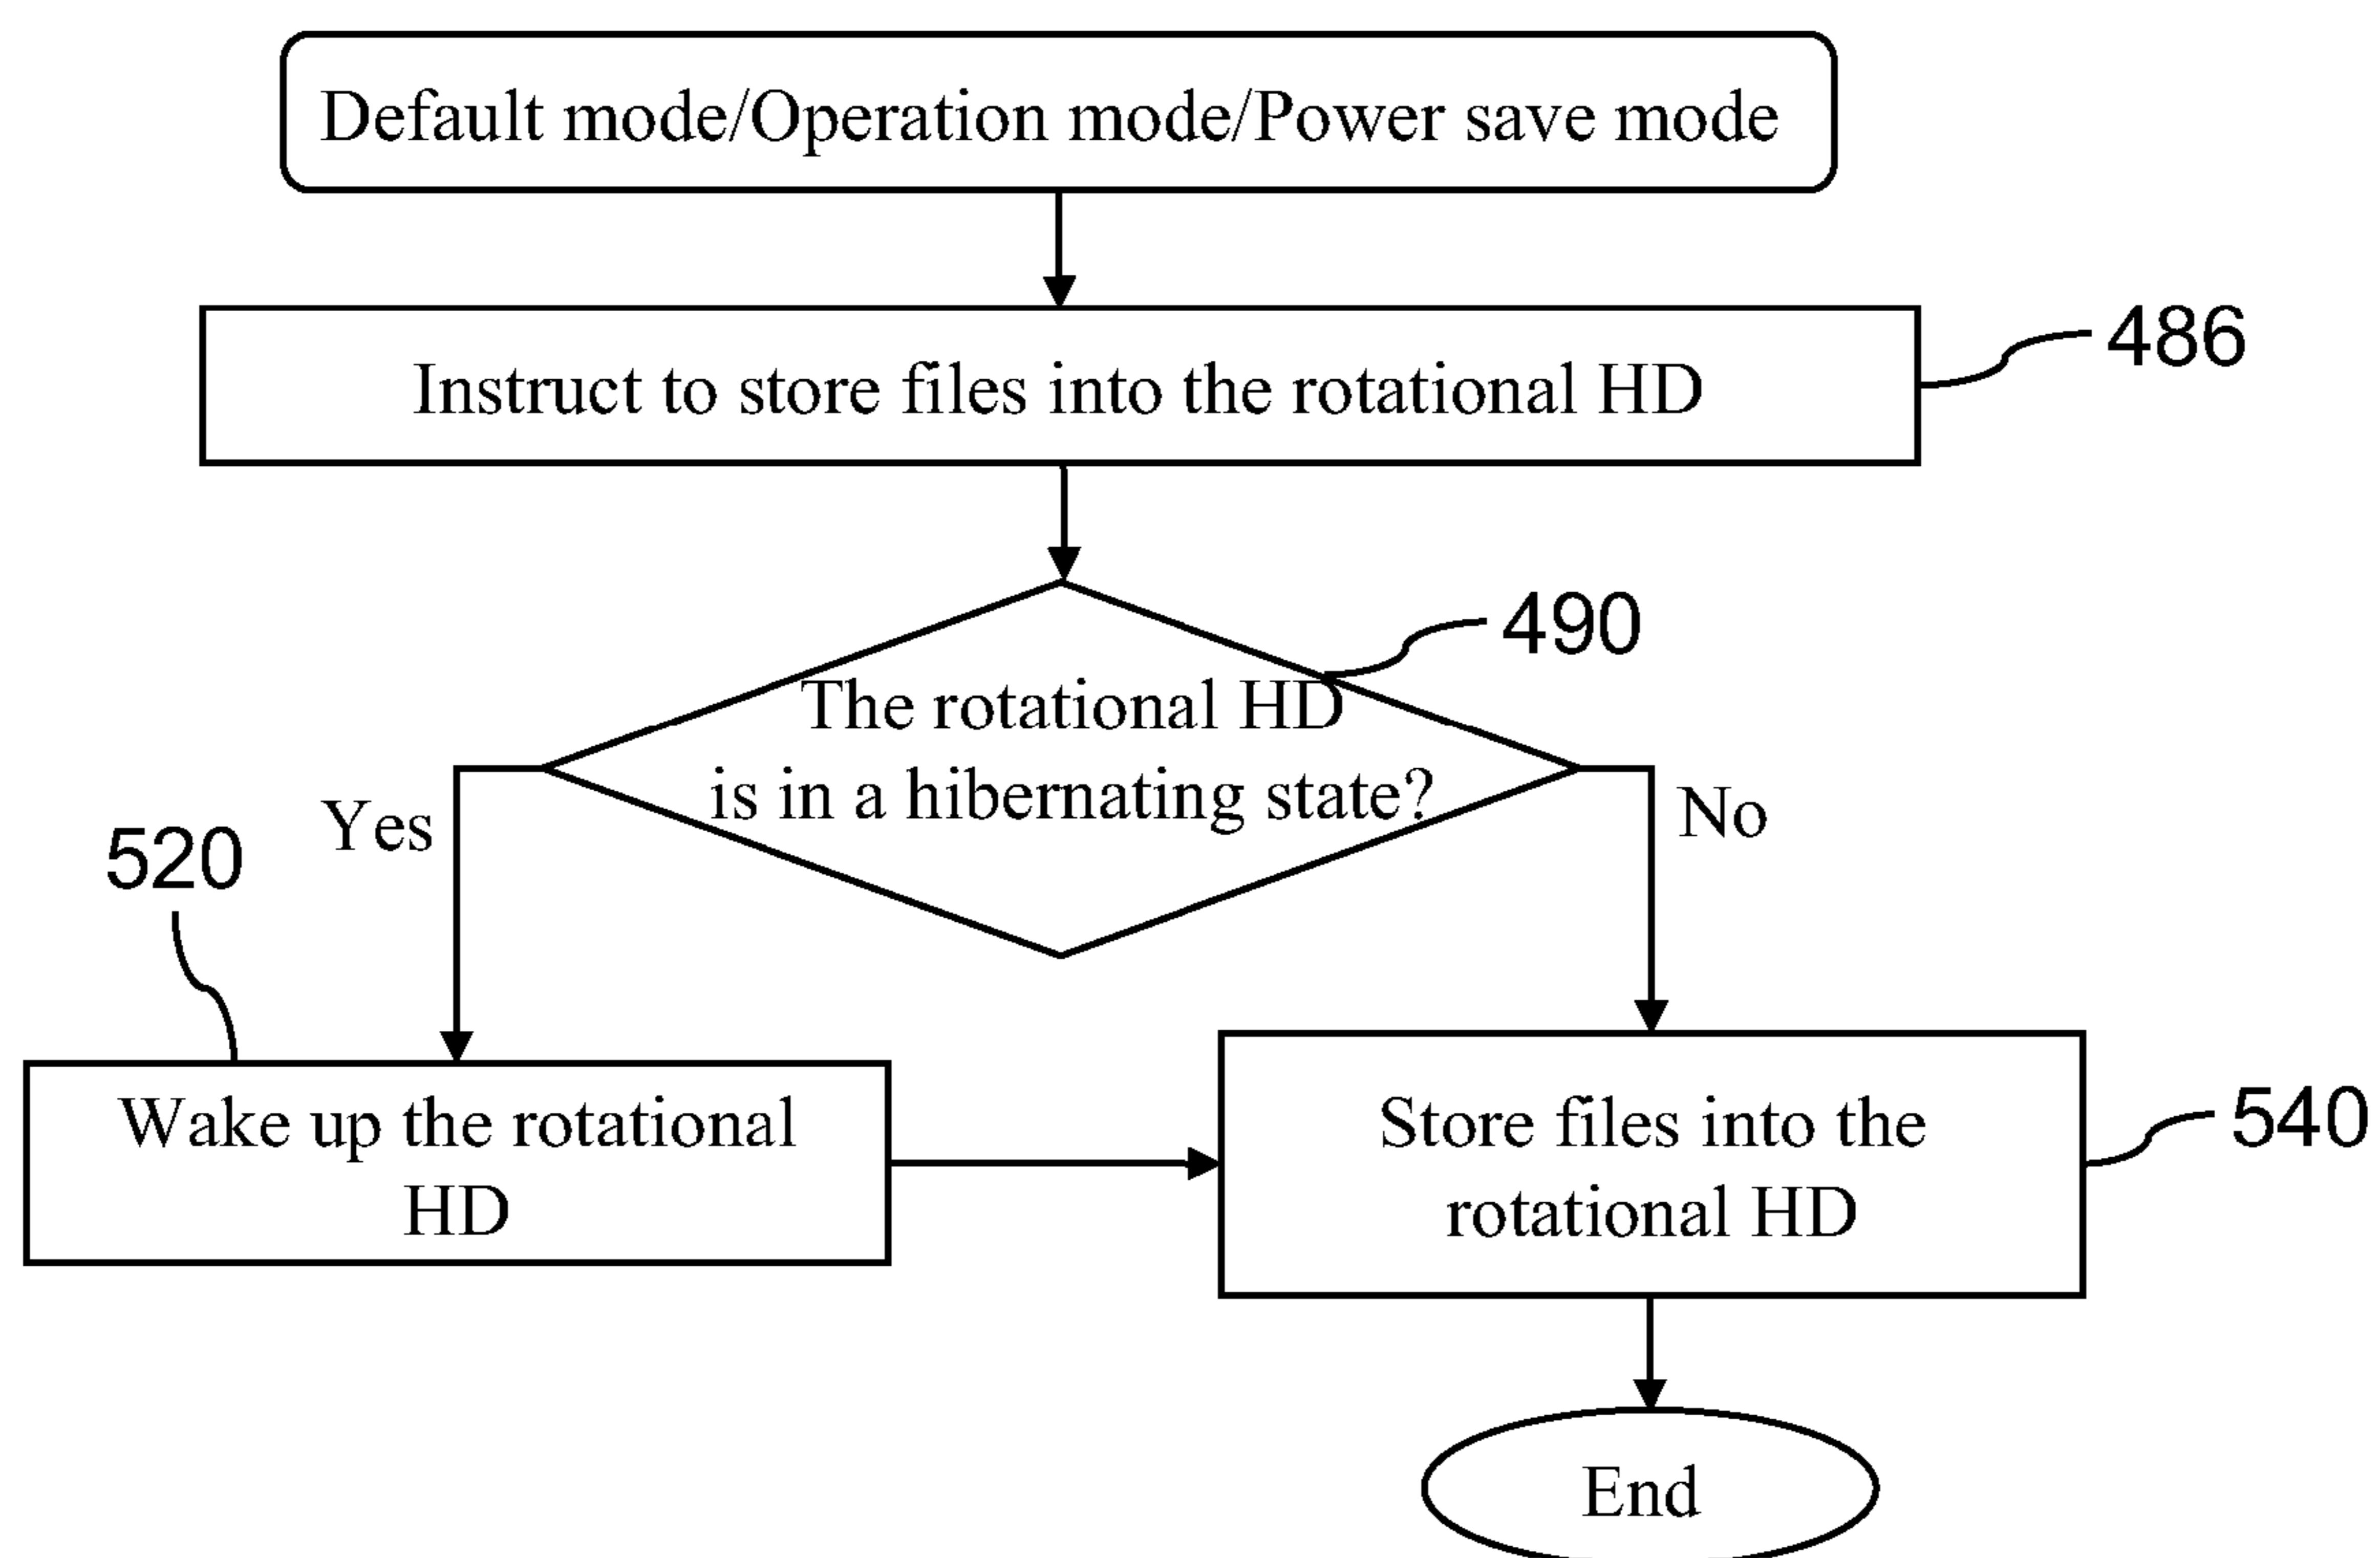 Default mode/Operation mode/Power save mode
Instruct to store files into the rotational HD
486
490
The rotational HD
is in a hibernating state?
Yes
No
520
Wake up the rotational
HD
Store files into the
rotational HD
540
End